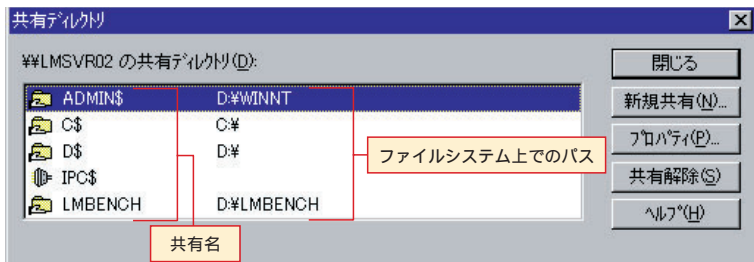 共有ディレクトリ
¥¥LMSVR02 の共有ディレクトリ(D):
ADMIN$ D:¥WINNT
C$ C:¥
D$ D:¥
IPC$
LMBENCH D:¥LMBENCH
共有名
ファイルシステム上でのパス
閉じる
新規共有(N)...
プロパティ(P)...
共有解除(S)
ヘルプ(H)